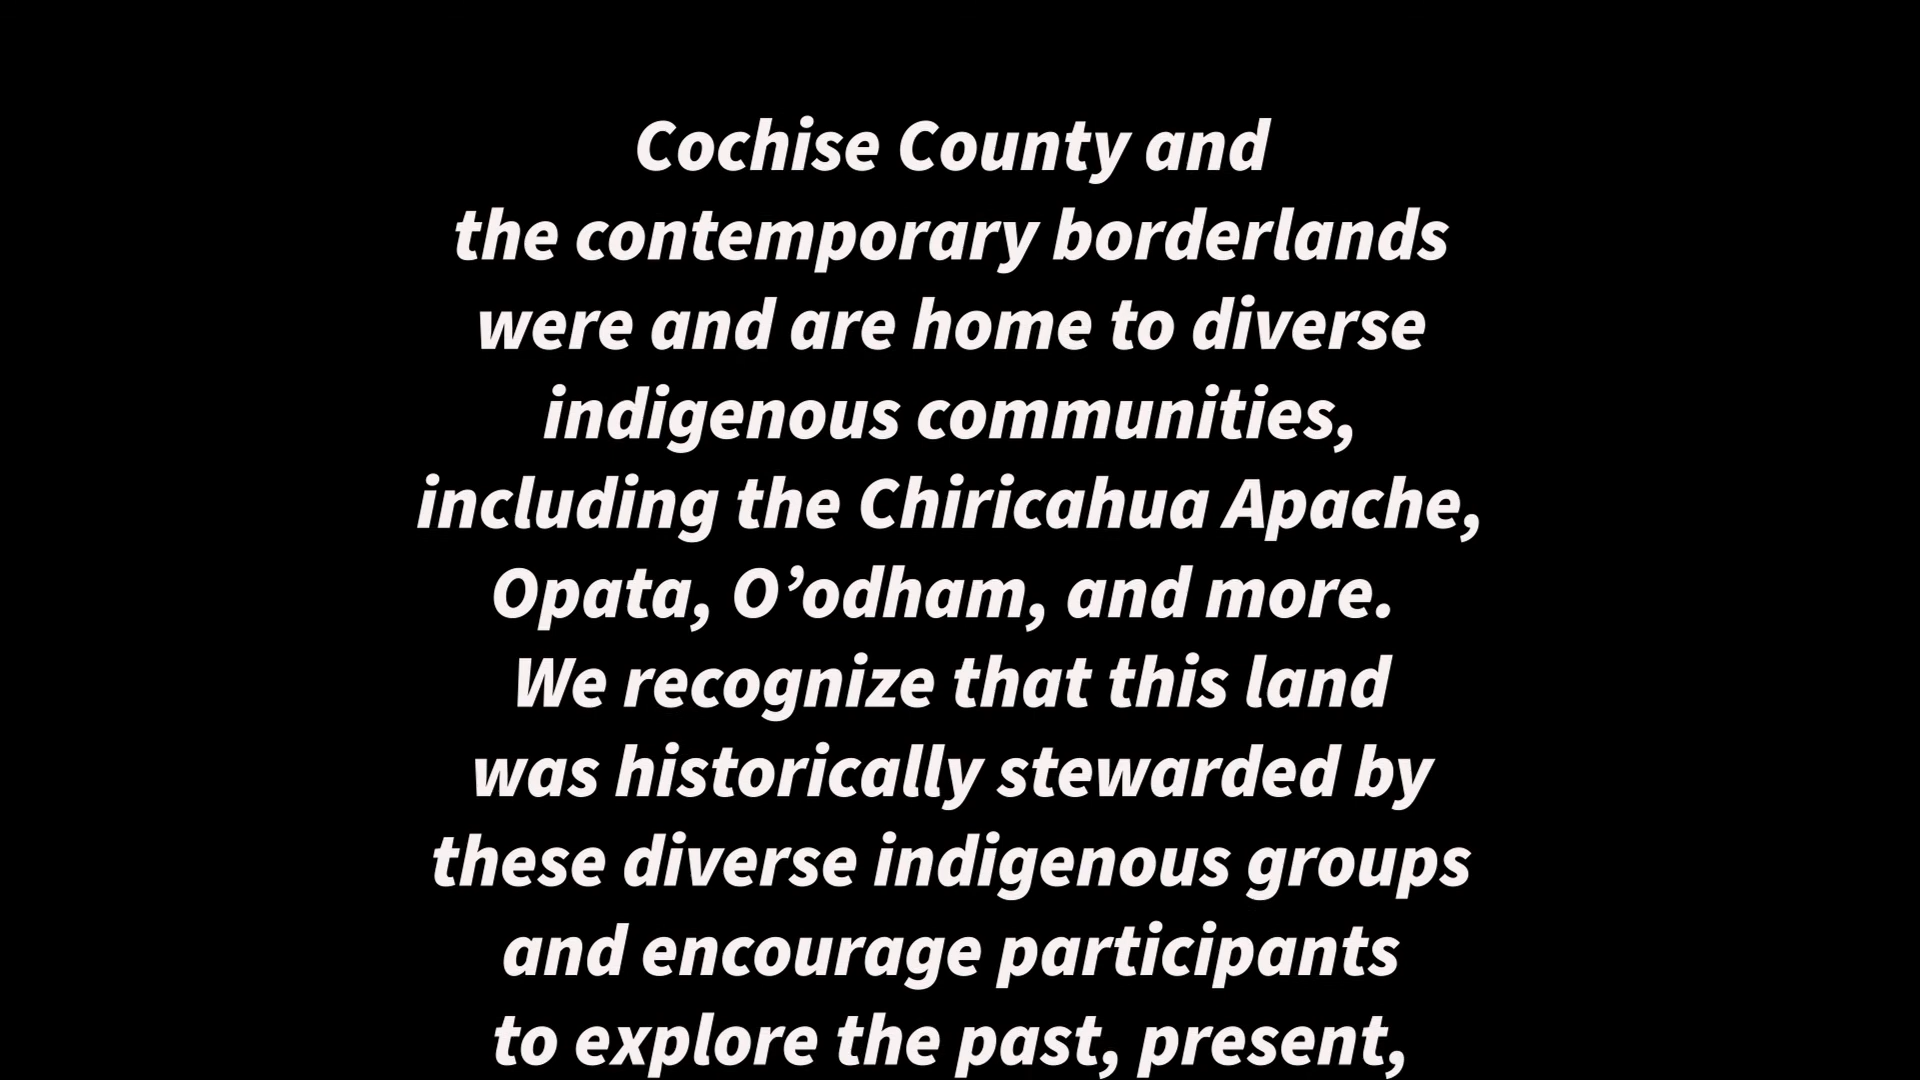 Cochise County and
the contemporary borderlands
were and are home to diverse
indigenous communities,
including the Chiricahua Apache,
Opata, O’odham, and more.
We recognize that this land
was historically stewarded by
these diverse indigenous groups
and encourage participants
to explore the past, present,